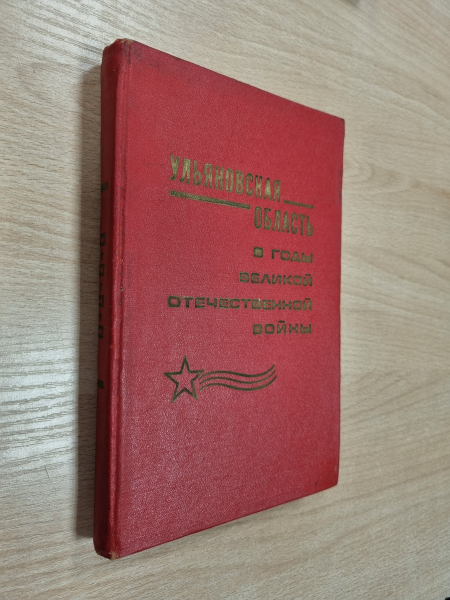 УЛЬЯНОВСКАЯ
ОБЛАСТЬ
В ГОДЫ
ВЕЛИКОЙ
ОТЕЧЕСТВЕННОЙ
ВОЙНЫ